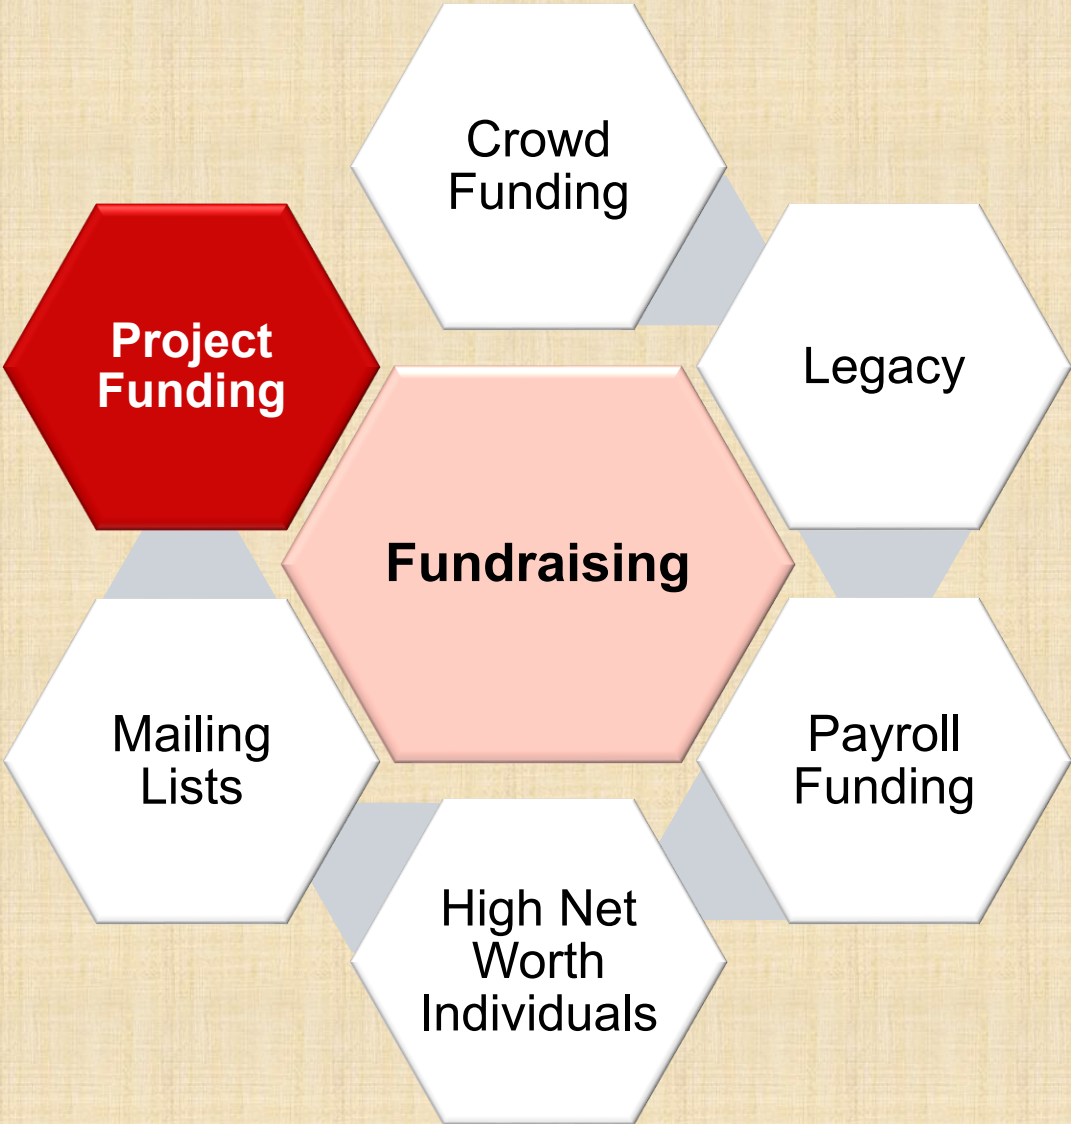 Crowd
Funding
Project
Funding
Legacy
Fundraising
Mailing
Lists
Payroll
Funding
High Net
Worth
Individuals